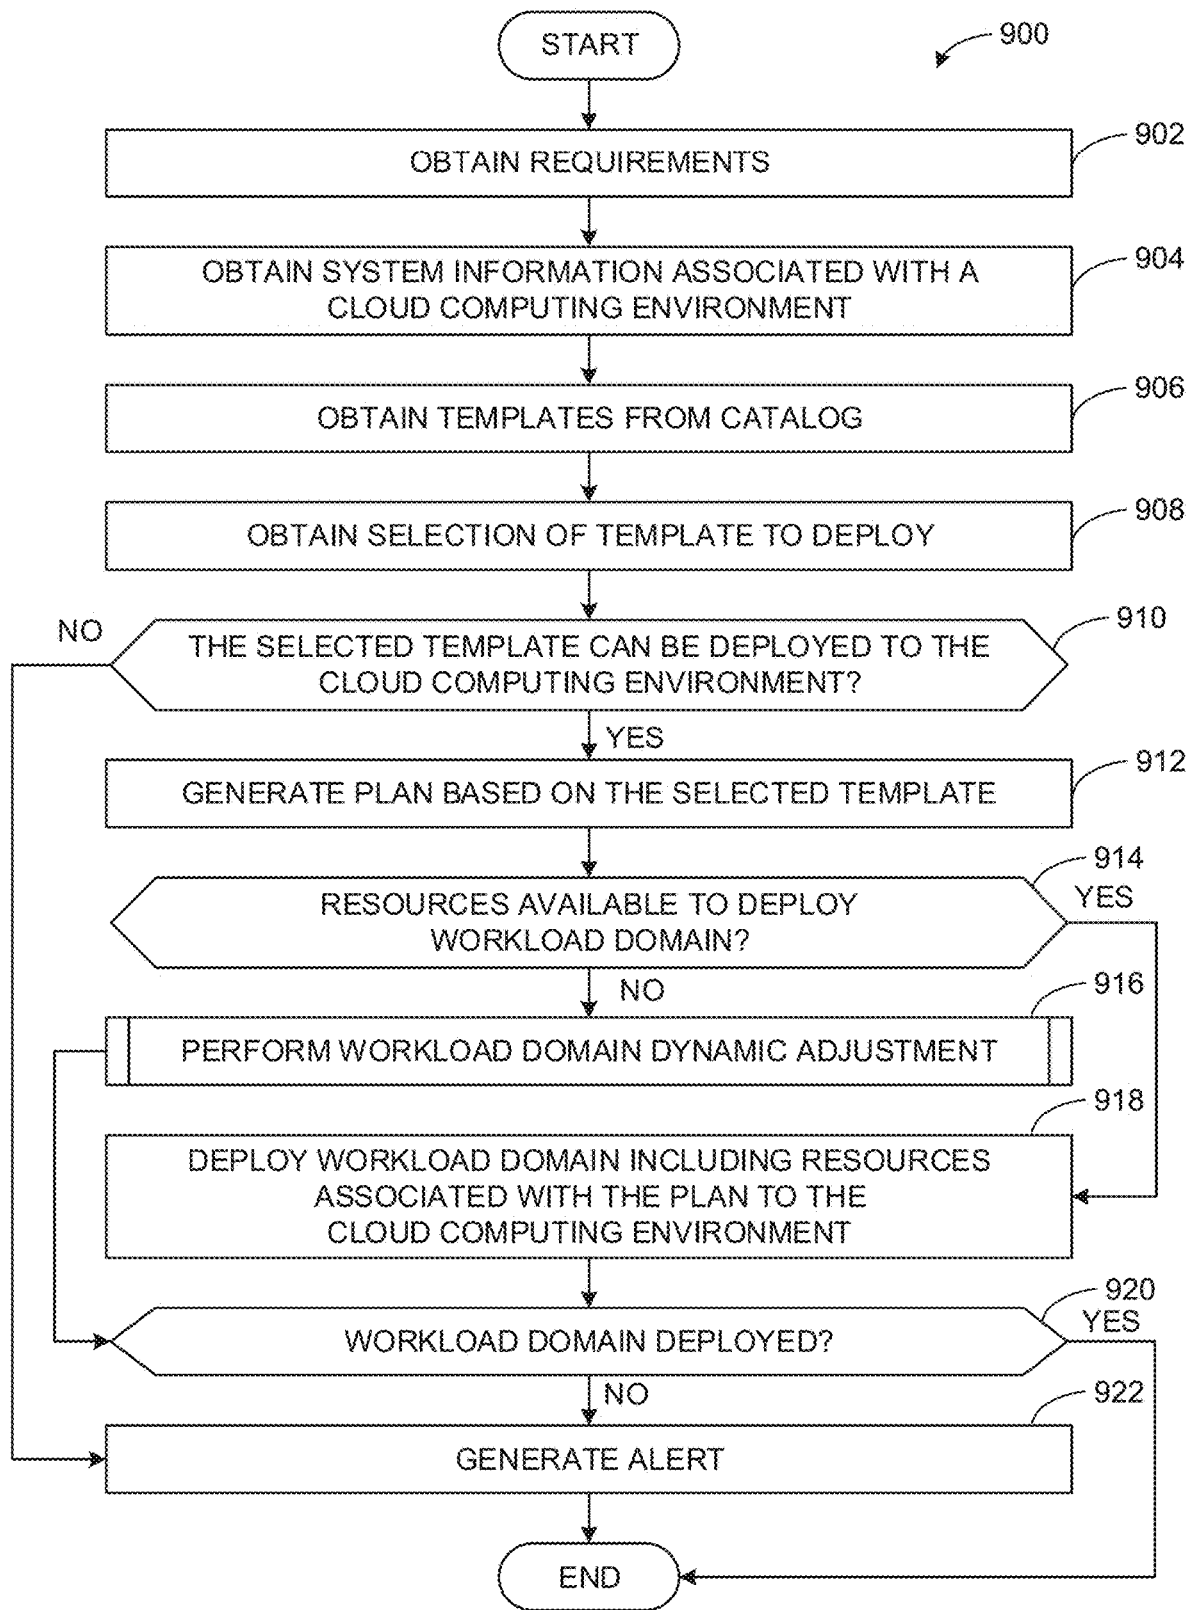 START
900
902
OBTAIN REQUIREMENTS
904
OBTAIN SYSTEM INFORMATION ASSOCIATED WITH A
CLOUD COMPUTING ENVIRONMENT
906
OBTAIN TEMPLATES FROM CATALOG
908
OBTAIN SELECTION OF TEMPLATE TO DEPLOY
NO
910
THE SELECTED TEMPLATE CAN BE DEPLOYED TO THE
CLOUD COMPUTING ENVIRONMENT?
YES
912
GENERATE PLAN BASED ON THE SELECTED TEMPLATE
914
YES
RESOURCES AVAILABLE TO DEPLOY
WORKLOAD DOMAIN?
NO
916
PERFORM WORKLOAD DOMAIN DYNAMIC ADJUSTMENT
918
DEPLOY WORKLOAD DOMAIN INCLUDING RESOURCES
ASSOCIATED WITH THE PLAN TO THE
CLOUD COMPUTING ENVIRONMENT
920
YES
WORKLOAD DOMAIN DEPLOYED?
NO
922
GENERATE ALERT
END